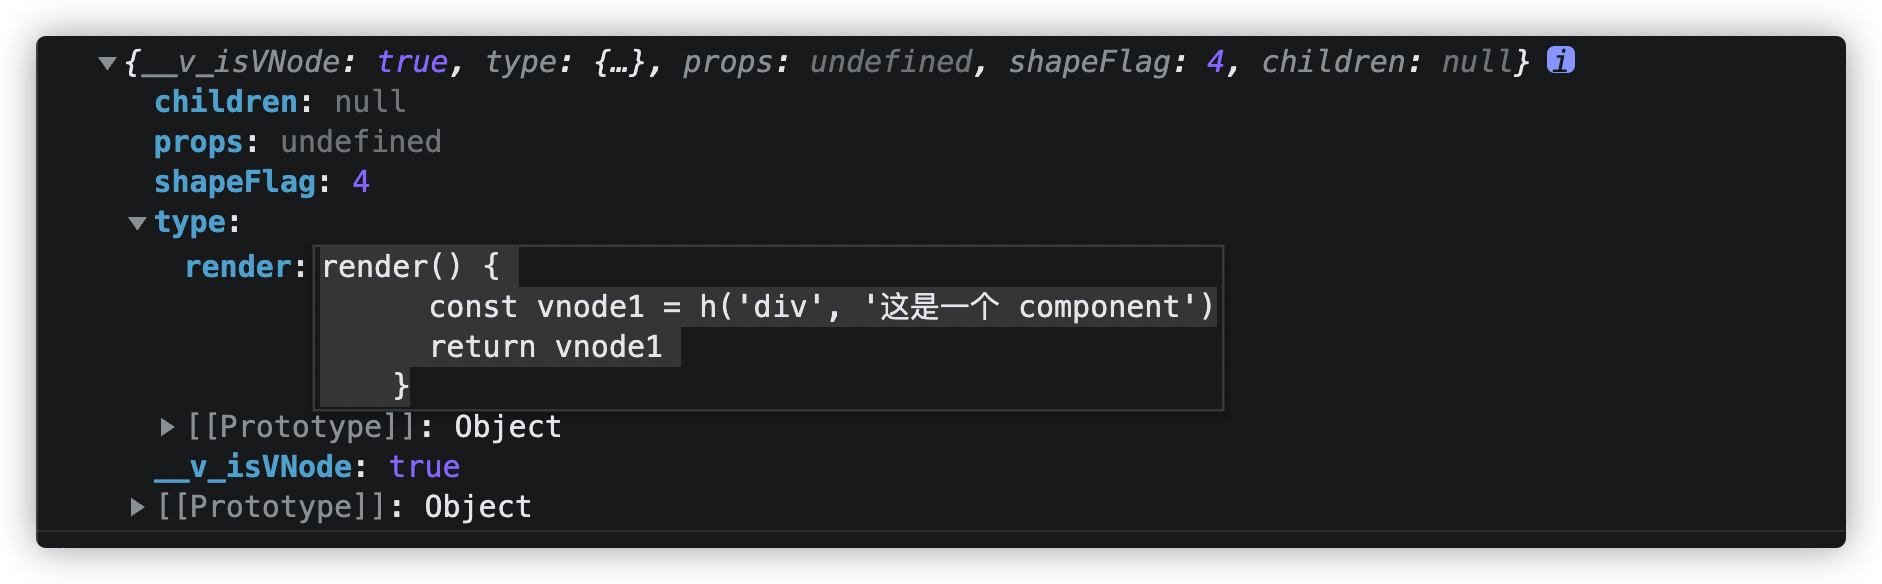 {__v_isVNode: true, type: {…}, props: undefined, shapeFlag: 4, children: null} i
children: null
props: undefined
shapeFlag: 4
type:
render: render() {
const vnode1 = h('div', '这是一个 component')
return vnode1
}
[[Prototype]]: Object
__v_isVNode: true
[[Prototype]]: Object